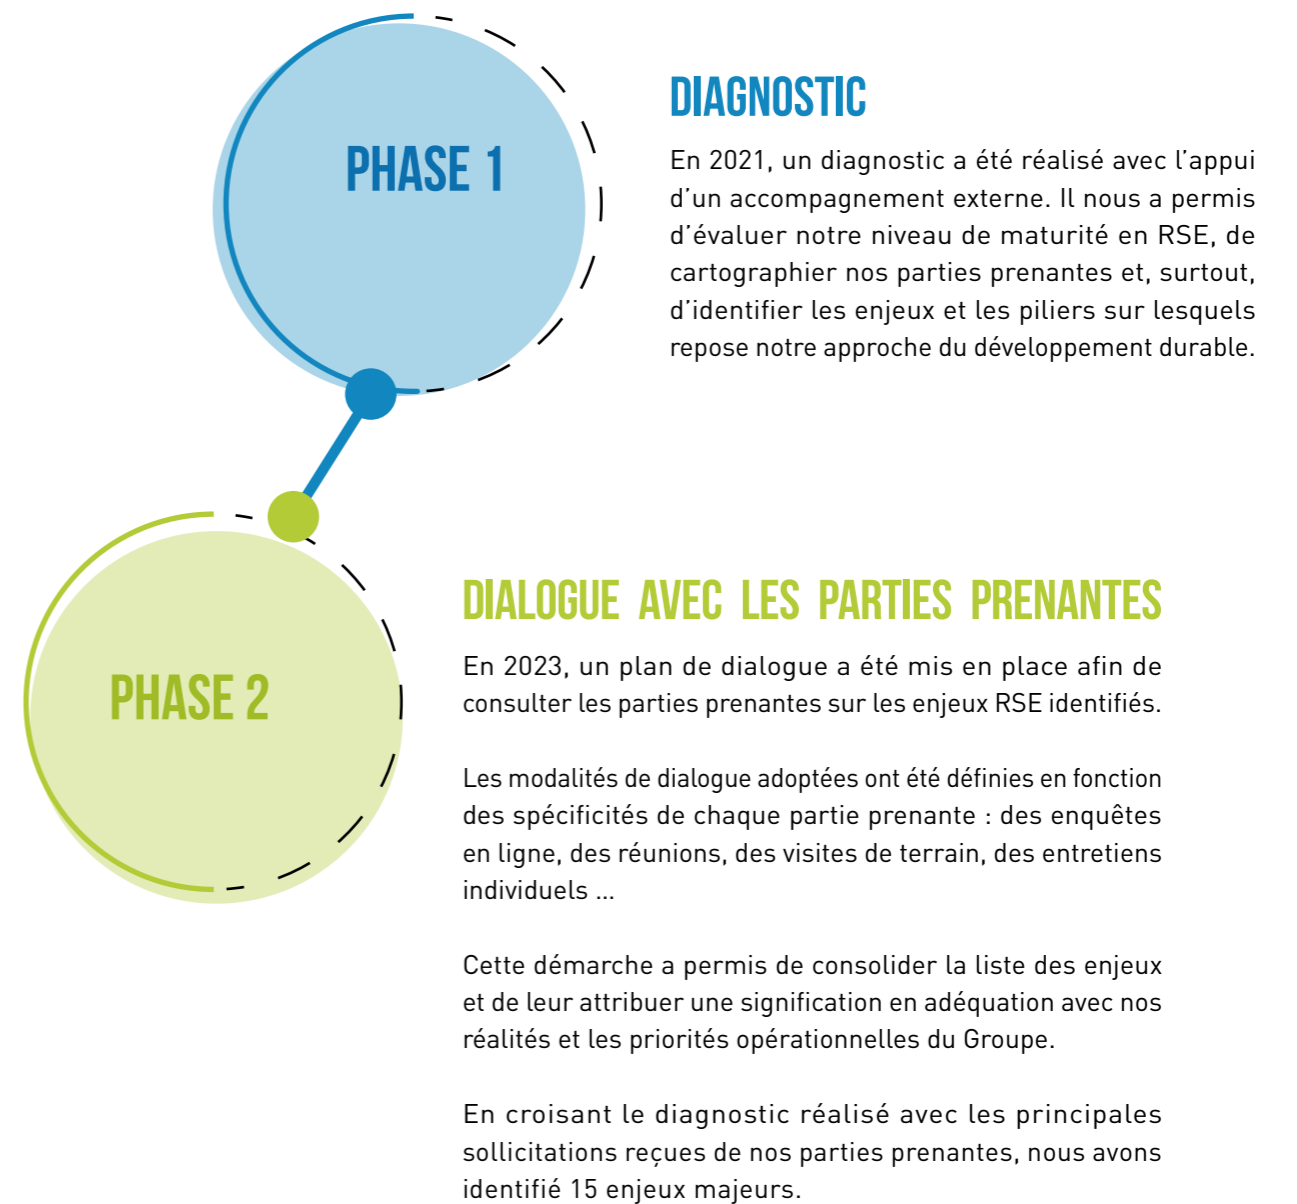 PHASE 1
DIAGNOSTIC
En 2021, un diagnostic a été réalisé avec l’appui
d’un accompagnement externe. Il nous a permis
d’évaluer notre niveau de maturité en RSE, de
cartographier nos parties prenantes et, surtout,
d’identifier les enjeux et les piliers sur lesquels
repose notre approche du développement durable.
PHASE 2
DIALOGUE AVEC LES PARTIES PRENANTES
En 2023, un plan de dialogue a été mis en place afin de
consulter les parties prenantes sur les enjeux RSE identifiés.
Les modalités de dialogue adoptées ont été définies en fonction
des spécificités de chaque partie prenante : des enquêtes
en ligne, des réunions, des visites de terrain, des entretiens
individuels ...
Cette démarche a permis de consolider la liste des enjeux
et de leur attribuer une signification en adéquation avec nos
réalités et les priorités opérationnelles du Groupe.
En croisant le diagnostic réalisé avec les principales
sollicitations reçues de nos parties prenantes, nous avons
identifié 15 enjeux majeurs.